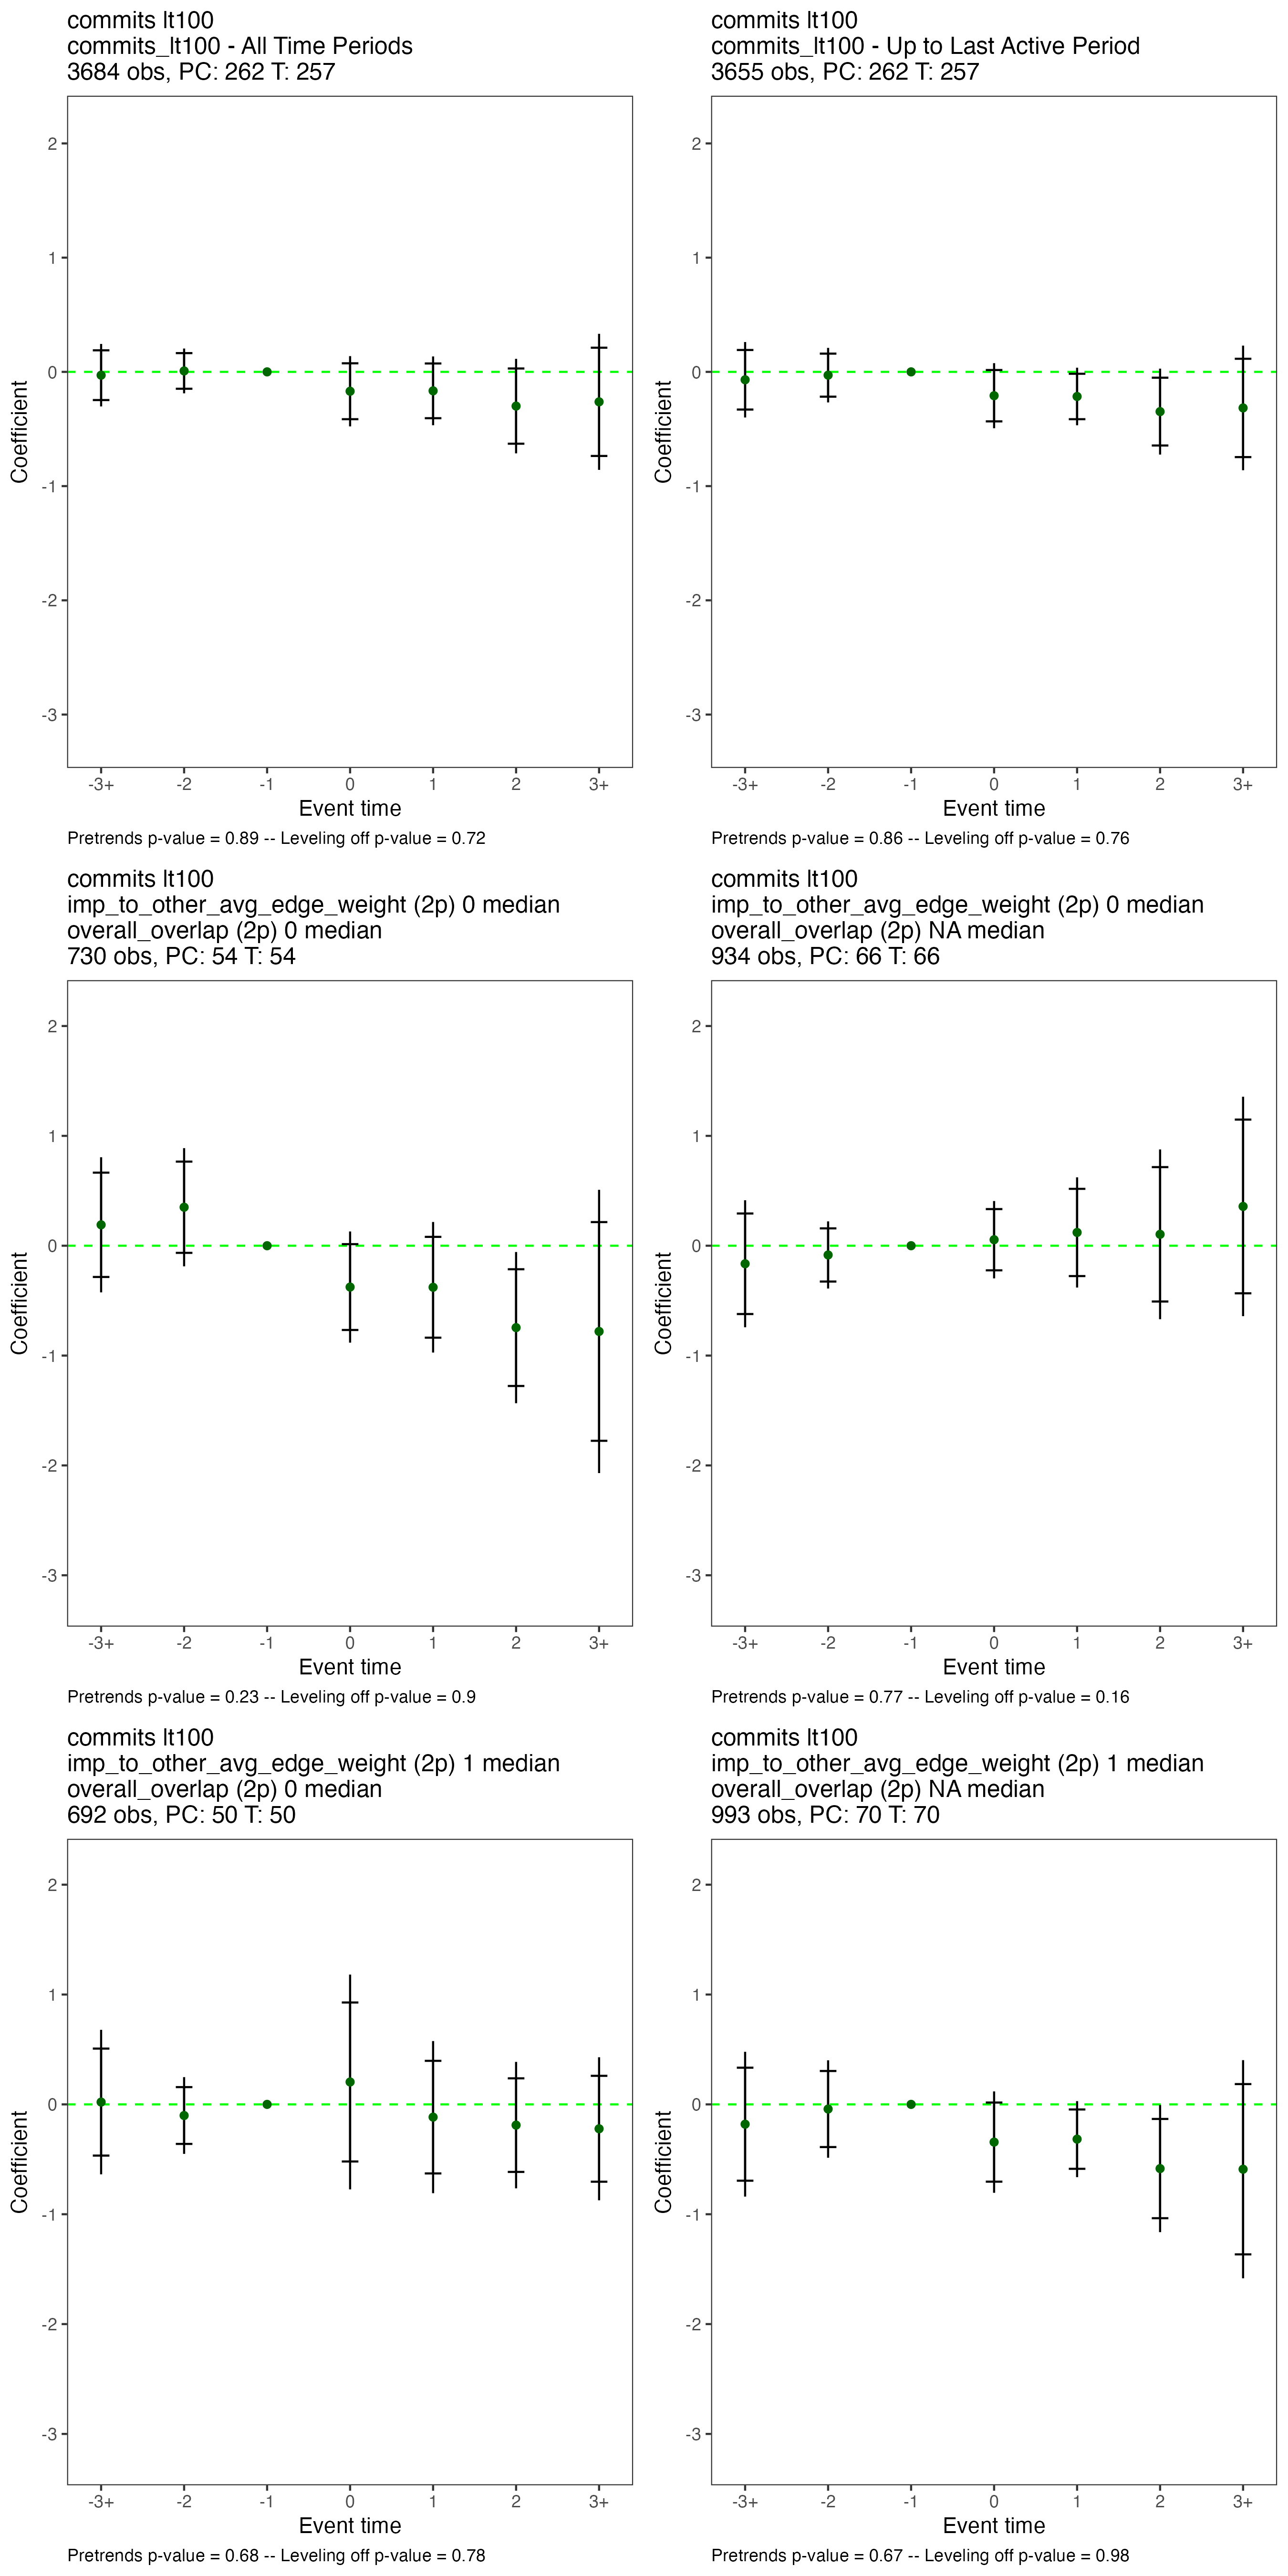 commits lt100
commits_lt100 - All Time Periods
3684 obs, PC: 262 T: 257
2
1
0
-1
-2
-3
Coefficient
-3+ -2 -1 0 1 2 3+
Event time
Pretrends p-value = 0.89 -- Leveling off p-value = 0.72
commits lt100
commits_lt100 - Up to Last Active Period
3655 obs, PC: 262 T: 257
2
1
0
-1
-2
-3
Coefficient
-3+ -2 -1 0 1 2 3+
Event time
Pretrends p-value = 0.86 -- Leveling off p-value = 0.76
commits lt100
imp_to_other_avg_edge_weight (2p) 0 median
overall_overlap (2p) 0 median
730 obs, PC: 54 T: 54
2
1
0
-1
-2
-3
Coefficient
-3+ -2 -1 0 1 2 3+
Event time
Pretrends p-value = 0.23 -- Leveling off p-value = 0.9
commits lt100
imp_to_other_avg_edge_weight (2p) 0 median
overall_overlap (2p) NA median
934 obs, PC: 66 T: 66
2
1
0
-1
-2
-3
Coefficient
-3+ -2 -1 0 1 2 3+
Event time
Pretrends p-value = 0.77 -- Leveling off p-value = 0.16
commits lt100
imp_to_other_avg_edge_weight (2p) 1 median
overall_overlap (2p) 0 median
692 obs, PC: 50 T: 50
2
1
0
-1
-2
-3
Coefficient
-3+ -2 -1 0 1 2 3+
Event time
Pretrends p-value = 0.68 -- Leveling off p-value = 0.78
commits lt100
imp_to_other_avg_edge_weight (2p) 1 median
overall_overlap (2p) NA median
993 obs, PC: 70 T: 70
2
1
0
-1
-2
-3
Coefficient
-3+ -2 -1 0 1 2 3+
Event time
Pretrends p-value = 0.67 -- Leveling off p-value = 0.98